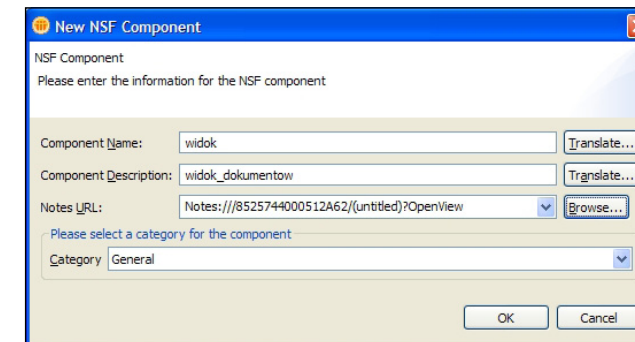 New NSF Component
NSF Component
Please enter the information for the NSF component
Component Name: widok Translate...
Component Description: widok_dokumentow Translate...
Notes URL: Notes:///8525744000512A62/(untitled)?OpenView Browse...
Please select a category for the component
Category General
OK Cancel